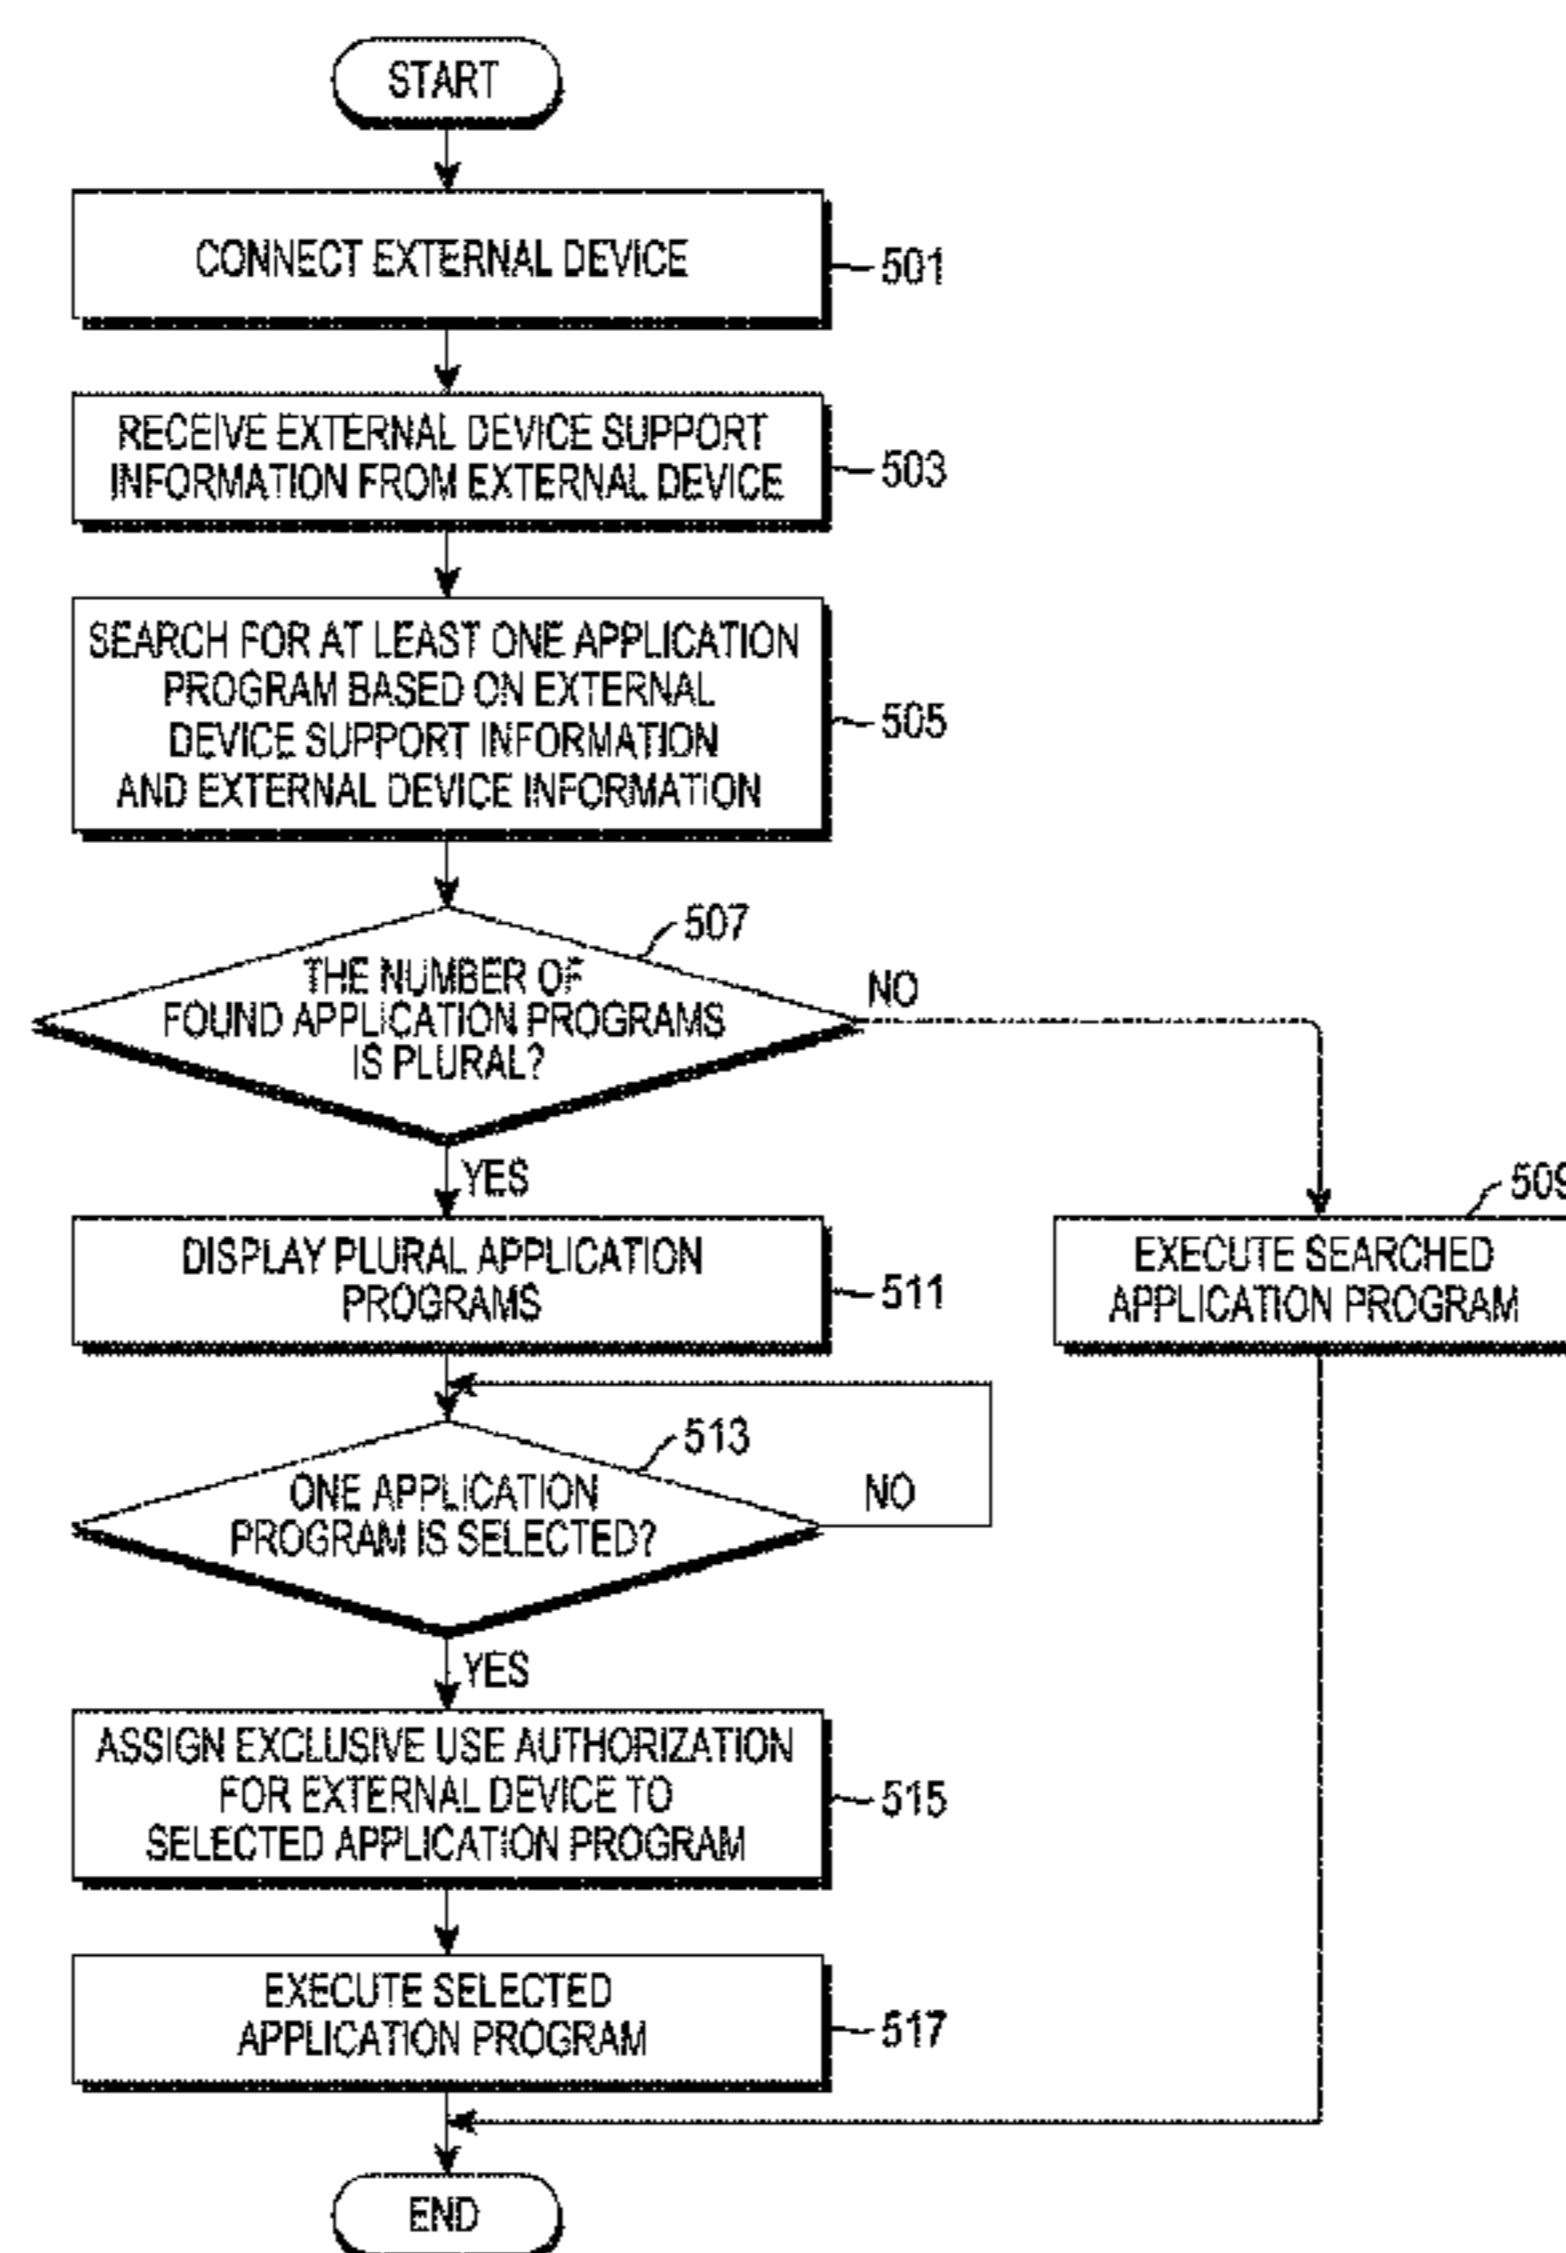 START
CONNECT EXTERNAL DEVICE
501
RECEIVE EXTERNAL DEVICE SUPPORT
INFORMATION FROM EXTERNAL DEVICE
503
SEARCH FOR AT LEAST ONE APPLICATION
PROGRAM BASED ON EXTERNAL
DEVICE SUPPORT INFORMATION
AND EXTERNAL DEVICE INFORMATION
505
507
THE NUMBER OF
FOUND APPLICATION PROGRAMS
IS PLURAL?
NO
YES
509
EXECUTE SEARCHED
APPLICATION PROGRAM
DISPLAY PLURAL APPLICATION
PROGRAMS
511
513
ONE APPLICATION
PROGRAM IS SELECTED?
NO
YES
ASSIGN EXCLUSIVE USE AUTHORIZATION
FOR EXTERNAL DEVICE TO
SELECTED APPLICATION PROGRAM
515
EXECUTE SELECTED
APPLICATION PROGRAM
517
END